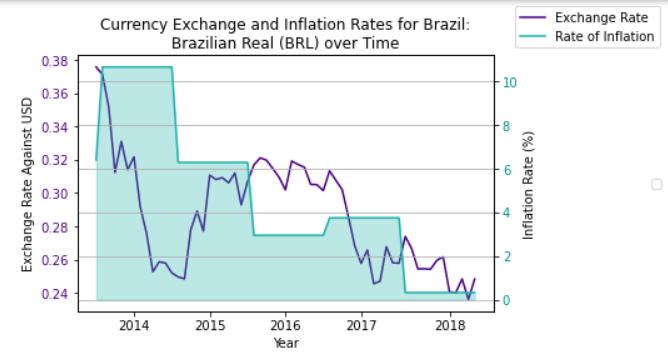 Currency Exchange and Inflation Rates for Brazil:
Brazilian Real (BRL) over Time
Exchange Rate
Rate of Inflation
Exchange Rate Against USD
0.38
0.36
0.34
0.32
0.30
0.28
0.26
0.24
10
8
6
4
2
0
Inflation Rate (%)
2014 2015 2016 2017 2018
Year